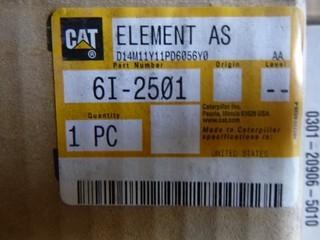 CAT®
ELEMENT AS
D14M11Y11PD6056Y0
AA
Part Number
Origin
Level
6I-2501
--
Quantity
1 PC
Caterpillar Inc.
Peoria, Illinois 61629 USA
www.cat.com
Made to Caterpillar
specifications in
UNITED STATES
0301-20906-5010